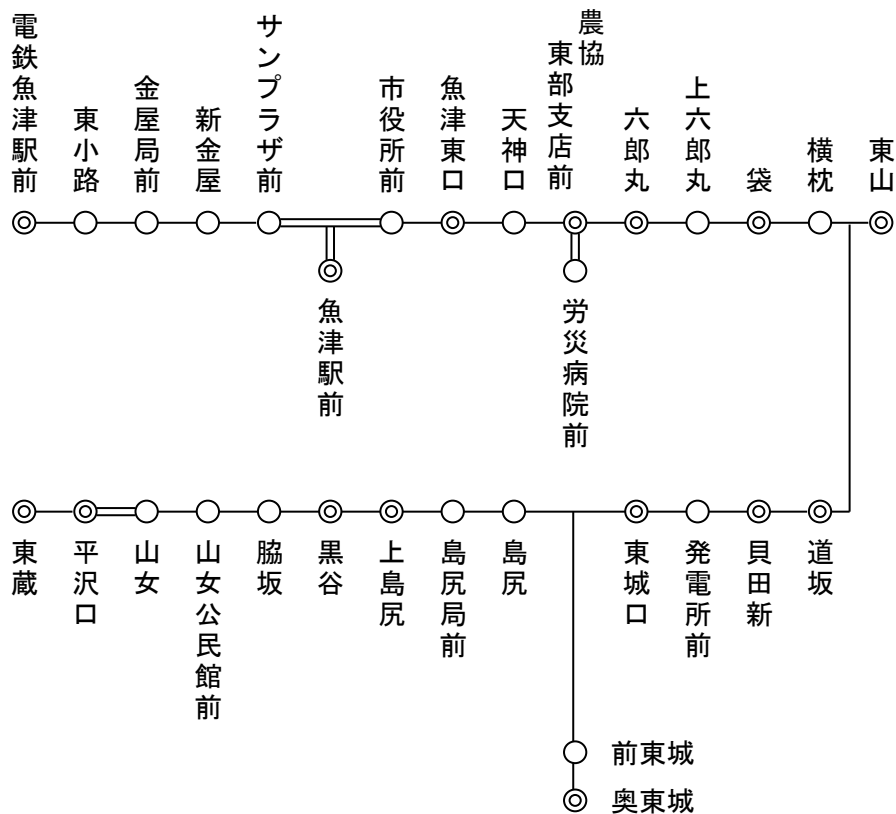 電鉄魚津駅前
東小路
金屋局前
新金屋
サンプラザ前
市役所前
魚津東口
天神口
農協
東部支店前
六郎丸
上六郎丸
袋
横枕
東山
魚津駅前
労災病院前
東蔵
平沢口
山女
山女公民館前
脇坂
黒谷
上島尻
島尻局前
島尻
東城口
発電所前
貝田新
道坂
前東城
奥東城